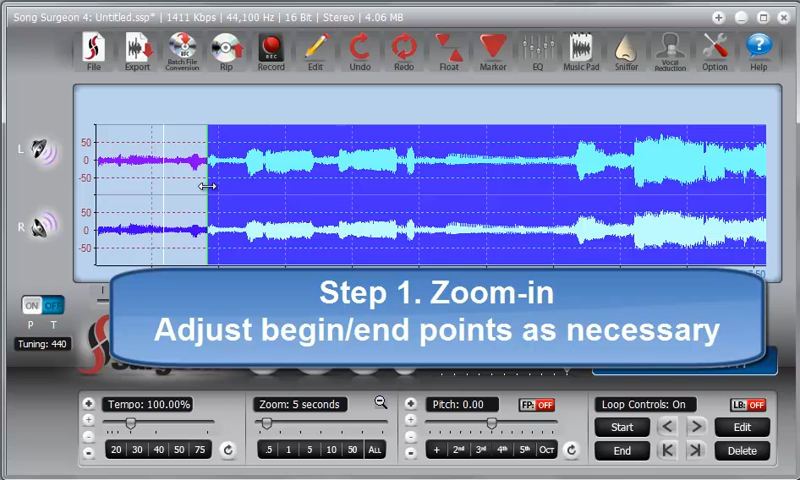 Song Surgeon 4: Untitled.ssp* | 1411 Kbps | 44,100 Hz | 16 Bit | Stereo | 4.06 MB
File Export Batch File Conversion Rip Record Edit Undo Redo Float Marker EQ Music Pad Sniffer Vocal Reduction Option Help
REC
L
50
0
-50
R
50
0
-50
Step 1. Zoom-in
Adjust begin/end points as necessary
ON OFF
P T
Tuning: 440
Tempo: 100.00%
20 30 40 50 75
Zoom: 5 seconds
.5 1 5 10 50 ALL
Pitch: 0.00 FP: OFF
+ 2nd 3rd 4th 5th Oct
Loop Controls: On LB: OFF
Start < > Edit
End Delete